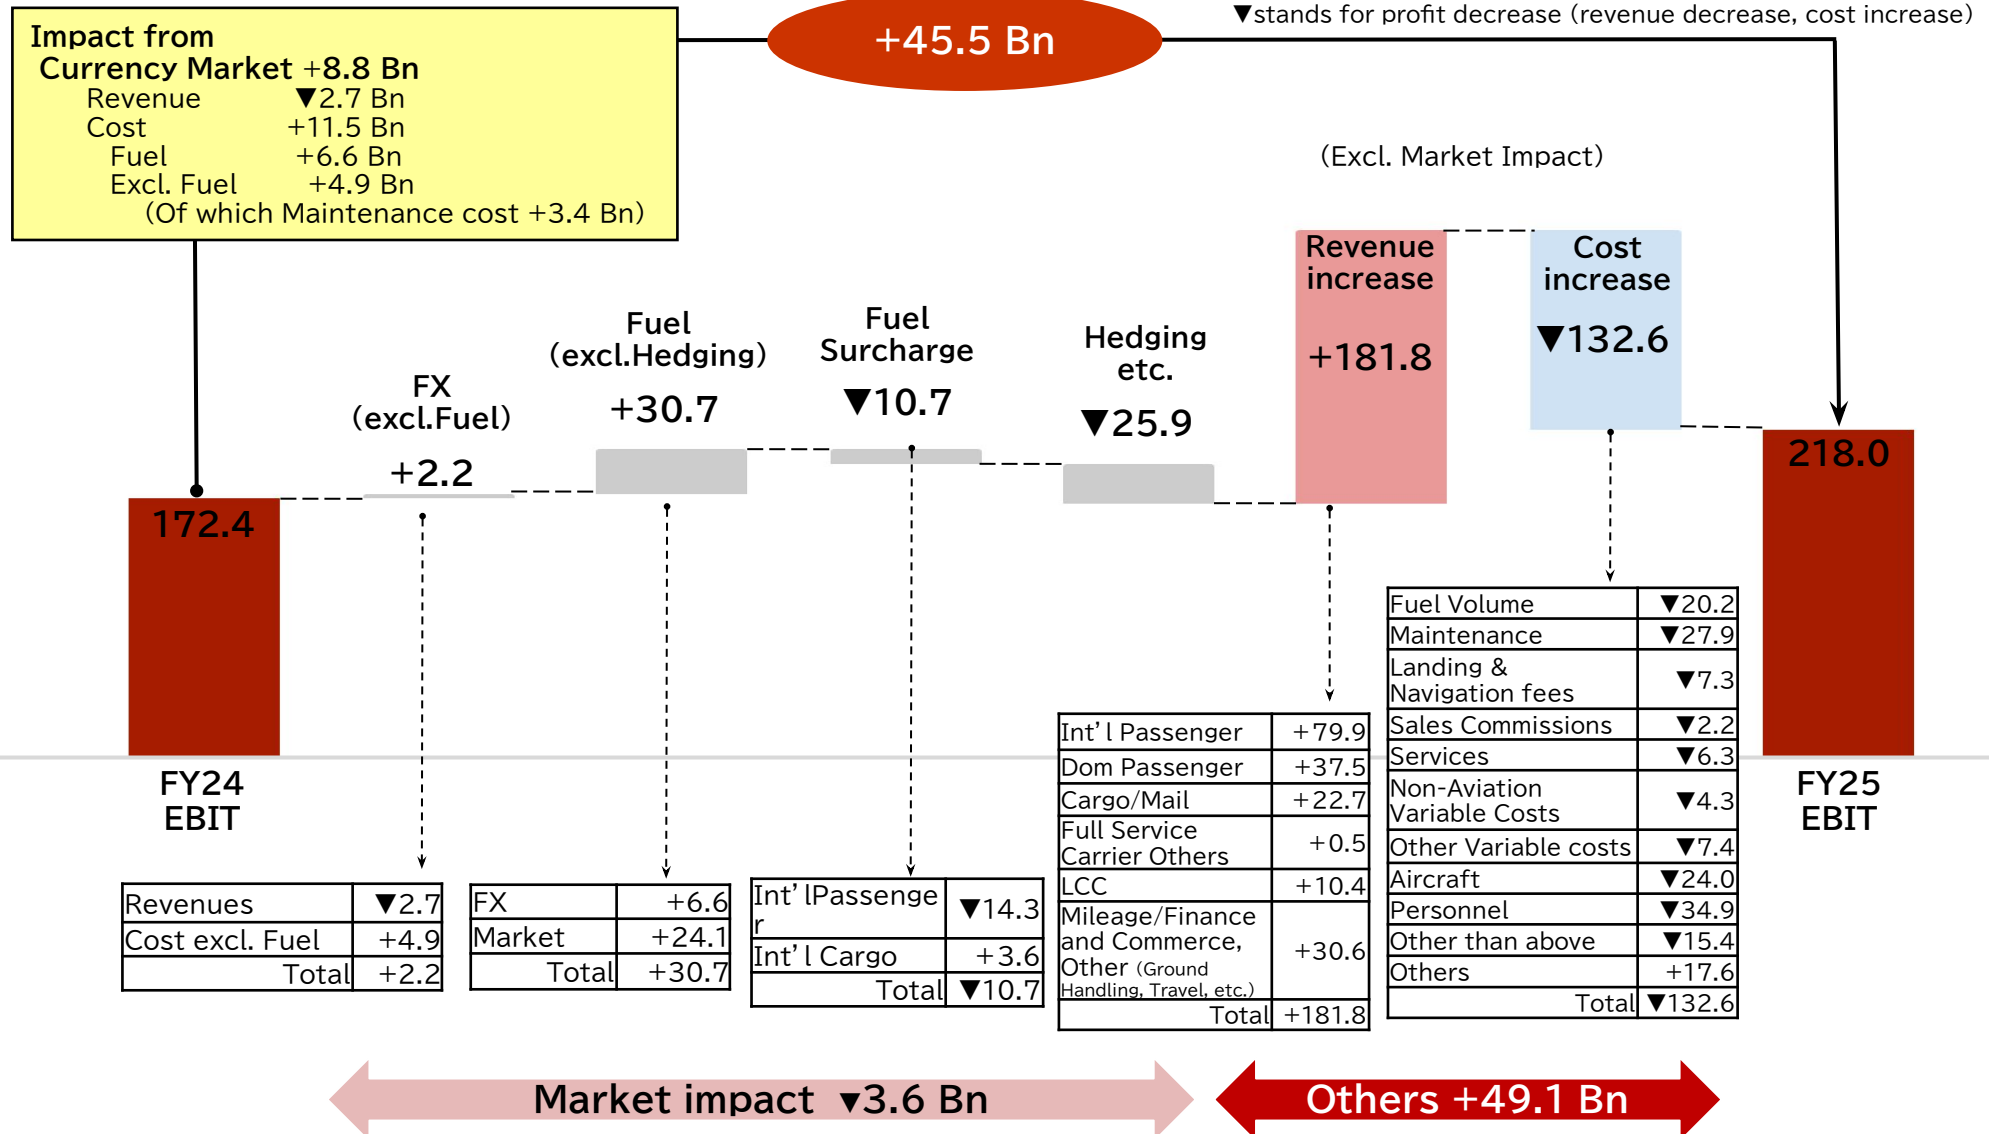 ▼stands for profit decrease (revenue decrease, cost increase)
Impact from
Currency Market +8.8 Bn
Revenue ▼2.7 Bn
Cost +11.5 Bn
Fuel +6.6 Bn
Excl. Fuel +4.9 Bn
(Of which Maintenance cost +3.4 Bn)
+45.5 Bn
(Excl. Market Impact)
172.4
FY24
EBIT
FX
(excl.Fuel)
+2.2
Fuel
(excl.Hedging)
+30.7
Fuel
Surcharge
▼10.7
Hedging
etc.
▼25.9
Revenue
increase
+181.8
Cost
increase
▼132.6
218.0
FY25
EBIT
Revenues ▼2.7
Cost excl. Fuel +4.9
Total +2.2
FX +6.6
Market +24.1
Total +30.7
Int’lPassenge
r ▼14.3
Int’l Cargo +3.6
Total ▼10.7
Int’l Passenger +79.9
Dom Passenger +37.5
Cargo/Mail +22.7
Full Service
Carrier Others +0.5
LCC +10.4
Mileage/Finance
and Commerce,
Other (Ground
Handling, Travel, etc.) +30.6
Total +181.8
Fuel Volume ▼20.2
Maintenance ▼27.9
Landing &
Navigation fees ▼7.3
Sales Commissions ▼2.2
Services ▼6.3
Non-Aviation
Variable Costs ▼4.3
Other Variable costs ▼7.4
Aircraft ▼24.0
Personnel ▼34.9
Other than above ▼15.4
Others +17.6
Total ▼132.6
Market impact ▼3.6 Bn
Others +49.1 Bn